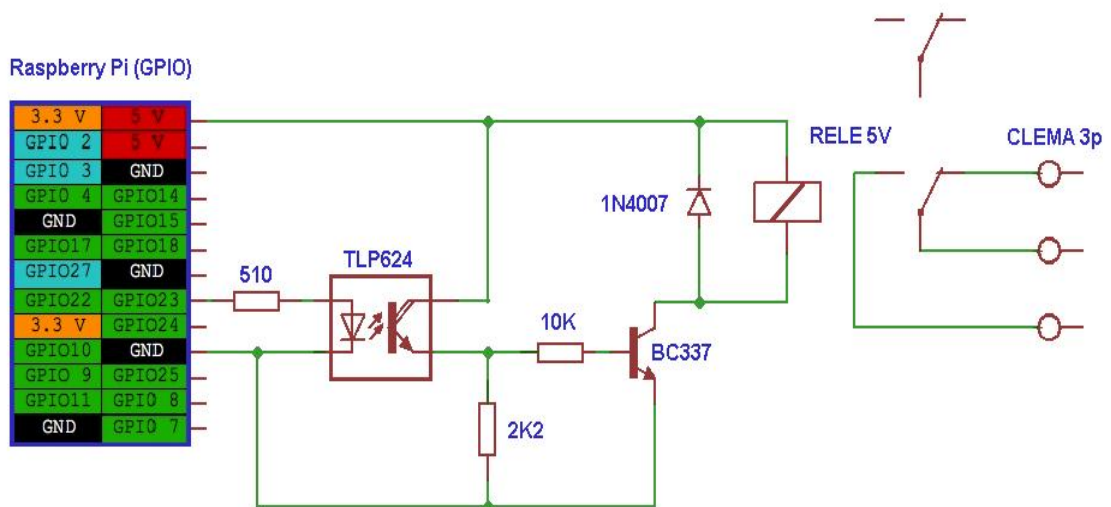 Raspberry Pi (GPIO)
3.3 V 5 V
GPIO 2 5 V
GPIO 3 GND
GPIO 4 GPIO14
GND GPIO15
GPIO17 GPIO18
GPIO27 GND
GPIO22 GPIO23
3.3 V GPIO24
GPIO10 GND
GPIO 9 GPIO25
GPIO11 GPIO 8
GND GPIO 7
510
TLP624
10K
2K2
1N4007
BC337
RELE 5V
CLEMA 3p